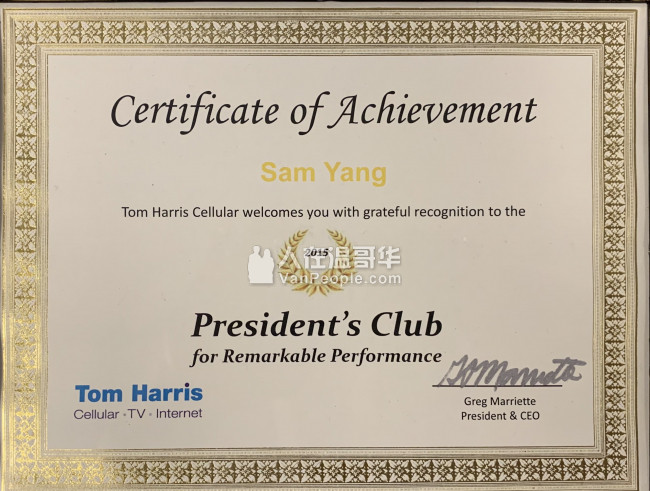 Certificate of Achievement
Sam Yang
Tom Harris Cellular welcomes you with grateful recognition to the
2015
人在温哥华
VanPeople.com
President's Club
for Remarkable Performance
Tom Harris
Cellular • TV • Internet
Greg Marriette
President & CEO